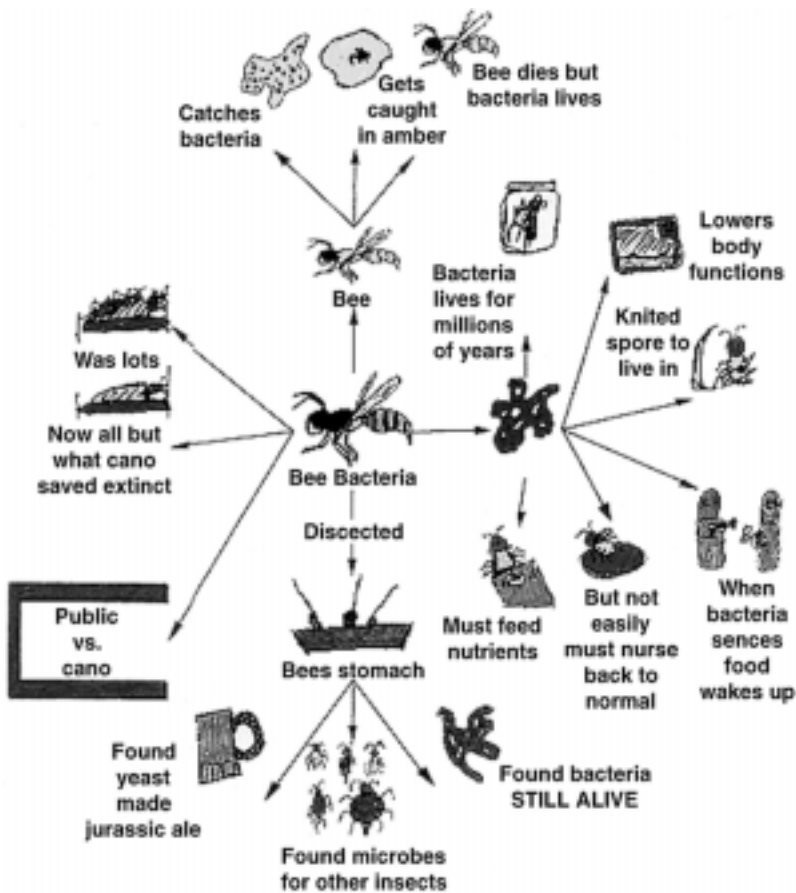 Catches
bacteria
Gets
caught
in amber
Bee dies but
bacteria lives
Bee
Bacteria
lives for
millions
of years
Lowers
body
functions
Knited
spore to
live in
Was lots
Now all but
what cano
saved extinct
Bee Bacteria
Discected
Public
vs.
cano
Bees stomach
Must feed
nutrients
But not
easily
must nurse
back to
normal
When
bacteria
sences
food
wakes up
Found
yeast
made
jurassic ale
Found microbes
for other insects
Found bacteria
STILL ALIVE